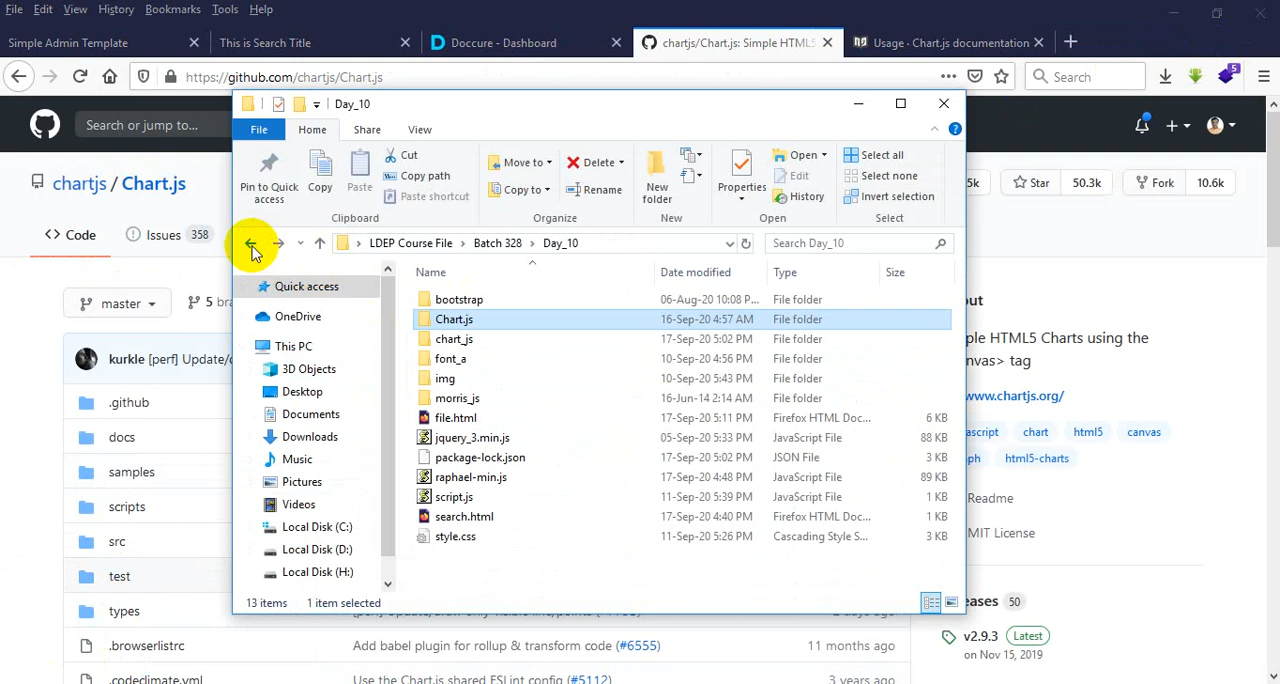 File Edit View History Bookmarks Tools Help
Simple Admin Template
This is Search Title
Doccure - Dashboard
chartjs/Chart.js: Simple HTML5
Usage · Chart.js documentation
https://github.com/chartjs/Chart.js
Search
5
Search or jump to...
chartjs / Chart.js
5k
Star 50.3k
Fork 10.6k
Code
Issues 358
master
5 bra
kurkle [perf] Update/d
.github
docs
samples
scripts
src
test
types
.browserlistrc
Add babel plugin for rollup & transform code (#6555)
11 months ago
.codeclimate.yml
Use the Chart.js shared ESLint config (#5112)
3 years ago
out
ple HTML5 Charts using the
nvas> tag
www.chartjs.org/
ascript chart html5 canvas
ph html5-charts
Readme
MIT License
eases 50
v2.9.3 Latest
on Nov 15, 2019
Day_10
File Home Share View
Pin to Quick access
Copy
Paste
Cut
Copy path
Paste shortcut
Clipboard
Move to
Copy to
Delete
Rename
Organize
New folder
New
Properties
Open
Edit
History
Open
Select all
Select none
Invert selection
Select
LDEP Course File > Batch 328 > Day_10
Search Day_10
Quick access
OneDrive
This PC
3D Objects
Desktop
Documents
Downloads
Music
Pictures
Videos
Local Disk (C:)
Local Disk (D:)
Local Disk (H:)
Name Date modified Type Size
bootstrap 06-Aug-20 10:08 P... File folder
Chart.js 16-Sep-20 4:57 AM File folder
chart_js 17-Sep-20 5:02 PM File folder
font_a 10-Sep-20 4:56 PM File folder
img 10-Sep-20 5:43 PM File folder
morris_js 16-Jun-14 2:14 AM File folder
file.html 17-Sep-20 5:11 PM Firefox HTML Doc... 6 KB
jquery_3.min.js 05-Sep-20 5:33 PM JavaScript File 88 KB
package-lock.json 17-Sep-20 5:02 PM JSON File 3 KB
raphael-min.js 17-Sep-20 4:48 PM JavaScript File 89 KB
script.js 11-Sep-20 5:39 PM JavaScript File 1 KB
search.html 17-Sep-20 4:40 PM Firefox HTML Doc... 1 KB
style.css 11-Sep-20 5:26 PM Cascading Style S... 3 KB
13 items 1 item selected